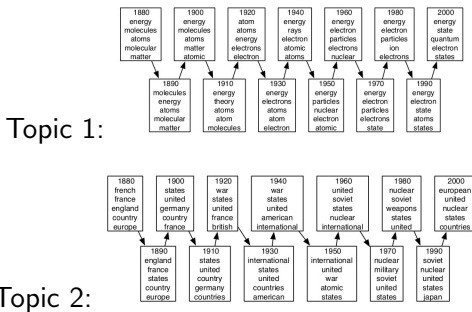 1880
energy
molecules
atoms
molecular
matter
1890
molecules
energy
atoms
molecular
matter
1900
energy
molecules
atoms
matter
atomic
1910
energy
theory
atoms
atom
molecules
1920
atom
atoms
energy
electrons
electron
1930
energy
electrons
atoms
atom
electron
1940
energy
rays
electron
atomic
atoms
1950
energy
particles
nuclear
electron
atomic
1960
energy
electron
particles
electrons
nuclear
1970
energy
electron
particles
electrons
state
1980
energy
electron
particles
ion
electrons
1990
energy
electron
state
atoms
states
2000
energy
state
quantum
electron
states
Topic 1:
1880
french
france
england
country
europe
1890
england
france
states
country
europe
1900
states
united
germany
country
france
1910
states
united
country
germany
countries
1920
war
states
united
france
british
1930
international
states
united
countries
american
1940
war
states
united
american
international
1950
international
united
war
atomic
states
1960
united
soviet
states
nuclear
international
1970
nuclear
military
soviet
united
states
1980
nuclear
soviet
weapons
states
united
1990
soviet
nuclear
united
states
japan
2000
european
united
nuclear
states
countries
Topic 2: